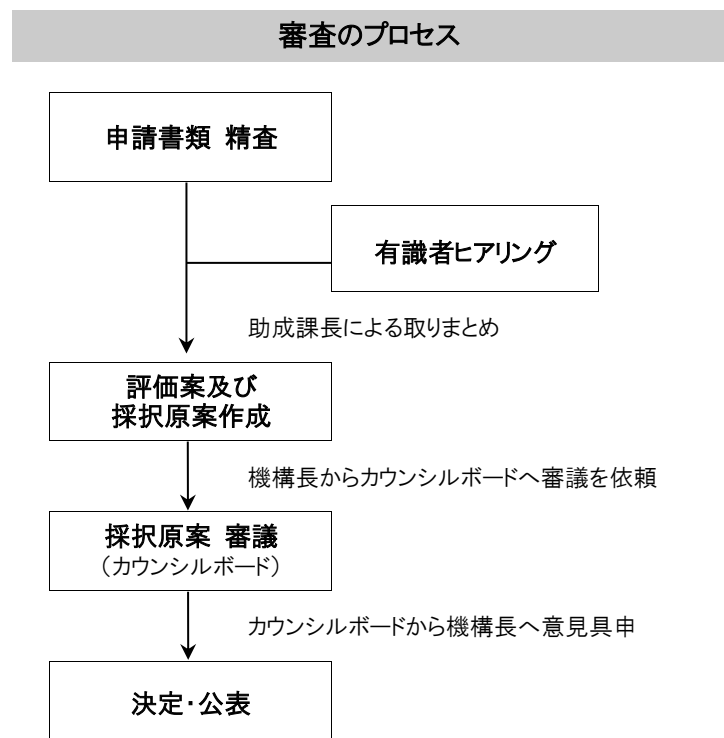 審査のプロセス
申請書類 精査
有識者ヒアリング
助成課長による取りまとめ
評価案及び
採択原案作成
機構長からカウンシルボードへ審議を依頼
採択原案 審議
（カウンシルボード）
カウンシルボードから機構長へ意見具申
決定・公表